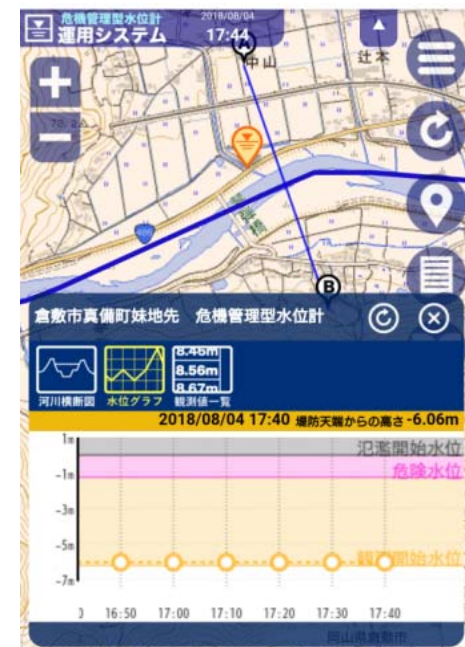 危機管理型水位計
運用システム
2018/08/04
17:44
A
中山
辻本
B
倉敷市真備町妹地先 危機管理型水位計
河川横断図
水位グラフ
8.46m
8.56m
8.67m
観測値一覧
2018/08/04 17:40 堤防天端からの高さ-6.06m
1m
氾濫開始水位
危険水位
-1m
-3m
-5m
観測開始水位
-7m
16:50 17:00 17:10 17:20 17:30 17:40
岡山県倉敷市